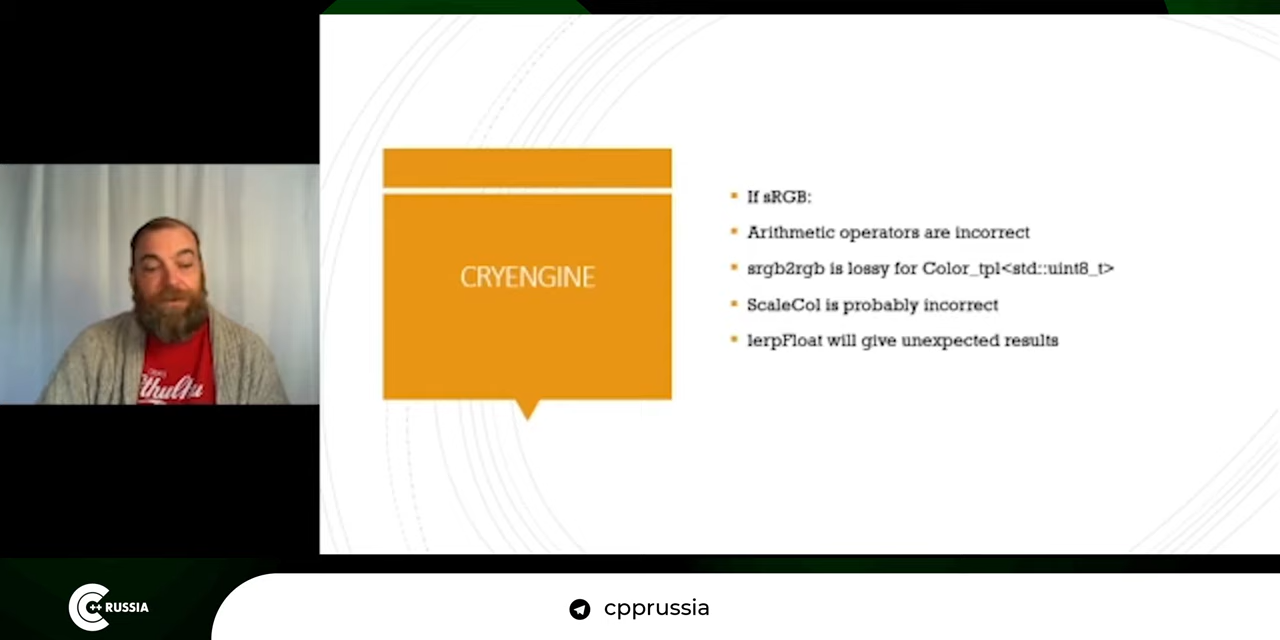 CRYENGINE
If sRGB:
Arithmetic operators are incorrect
srgb2rgb is lossy for Color_tpl<std::uint8_t>
ScaleCol is probably incorrect
lerpFloat will give unexpected results
C++ RUSSIA
cpprussia